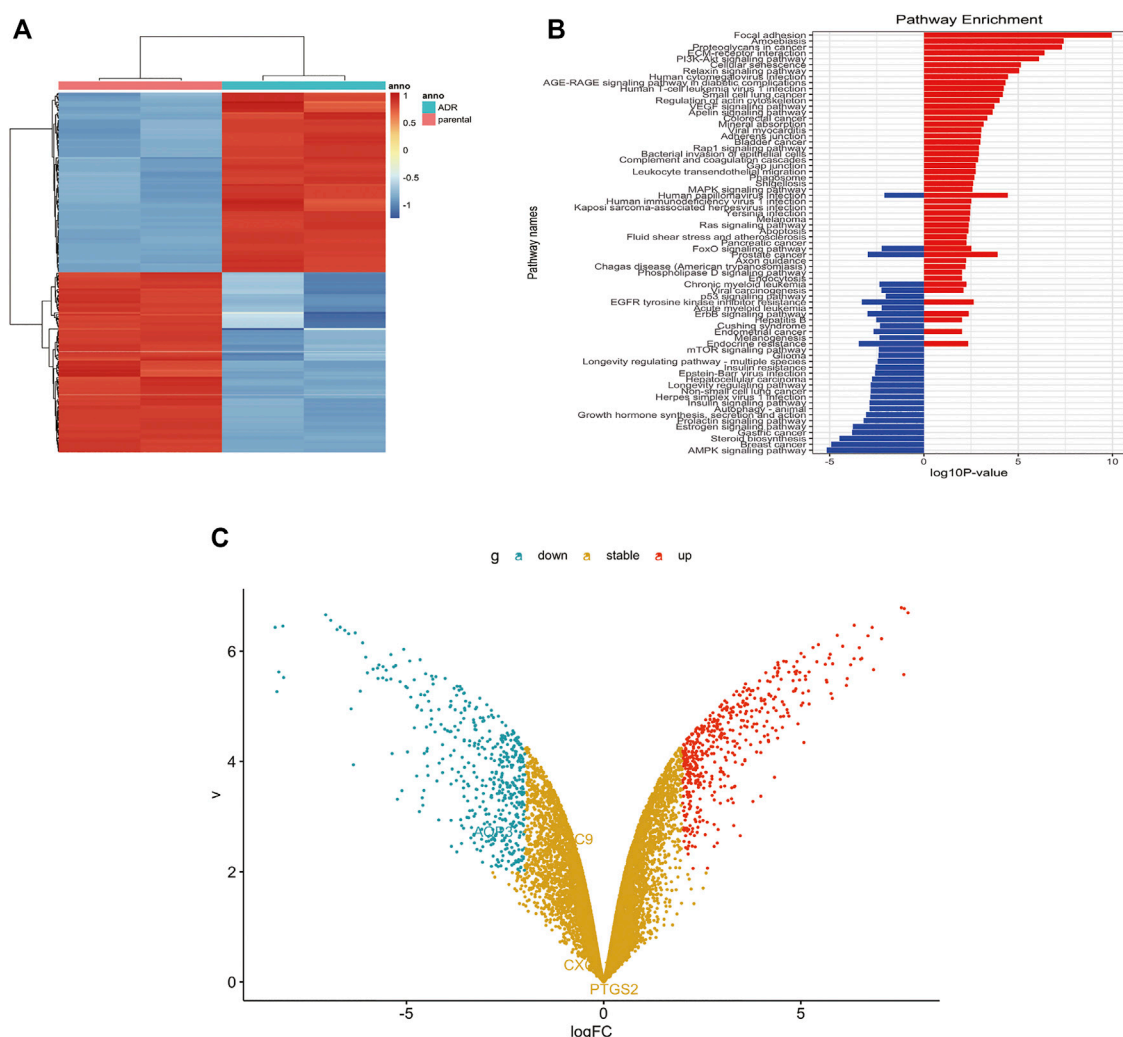 A
anno
anno
ADR
parental
1
0.5
0
-0.5
-1
B
Pathway Enrichment
Pathway names
Focal adhesion
Amoebiasis
Proteoglycans in cancer
ECM-receptor interaction
PI3K-Akt signaling pathway
Cellular senescence
Relaxin signaling pathway
Human cytomegalovirus infection
AGE-RAGE signaling pathway in diabetic complications
Human T-cell leukemia virus 1 infection
Small cell lung cancer
Regulation of actin cytoskeleton
VEGF signaling pathway
Apelin signaling pathway
Colorectal cancer
Mineral absorption
Viral myocarditis
Adherens junction
Bladder cancer
Rap1 signaling pathway
Bacterial invasion of epithelial cells
Complement and coagulation cascades
Gap junction
Leukocyte transendothelial migration
Phagosome
Shigellosis
MAPK signaling pathway
Human papillomavirus infection
Human immunodeficiency virus 1 infection
Kaposi sarcoma-associated herpesvirus infection
Yersinia infection
Melanoma
Ras signaling pathway
Apoptosis
Fluid shear stress and atherosclerosis
Pancreatic cancer
FoxO signaling pathway
Prostate cancer
Axon guidance
Chagas disease (American trypanosomiasis)
Phospholipase D signaling pathway
Endocytosis
Chronic myeloid leukemia
Viral carcinogenesis
p53 signaling pathway
EGFR tyrosine kinase inhibitor resistance
Acute myeloid leukemia
ErbB signaling pathway
Hepatitis B
Cushing syndrome
Endometrial cancer
Melanogenesis
Endocrine resistance
mTOR signaling pathway
Glioma
Longevity regulating pathway - multiple species
Insulin resistance
Epstein-Barr virus infection
Hepatocellular carcinoma
Longevity regulating pathway
Non-small cell lung cancer
Herpes simplex virus 1 infection
Insulin signaling pathway
Autophagy - animal
Growth hormone synthesis, secretion and action
Prolactin signaling pathway
Estrogen signaling pathway
Gastric cancer
Steroid biosynthesis
Breast cancer
AMPK signaling pathway
-5 0 5 10
log10P-value
C
g a down a stable a up
6
4
v
2
0
AQP3
C9
CXC
PTGS2
-5 0 5
logFC